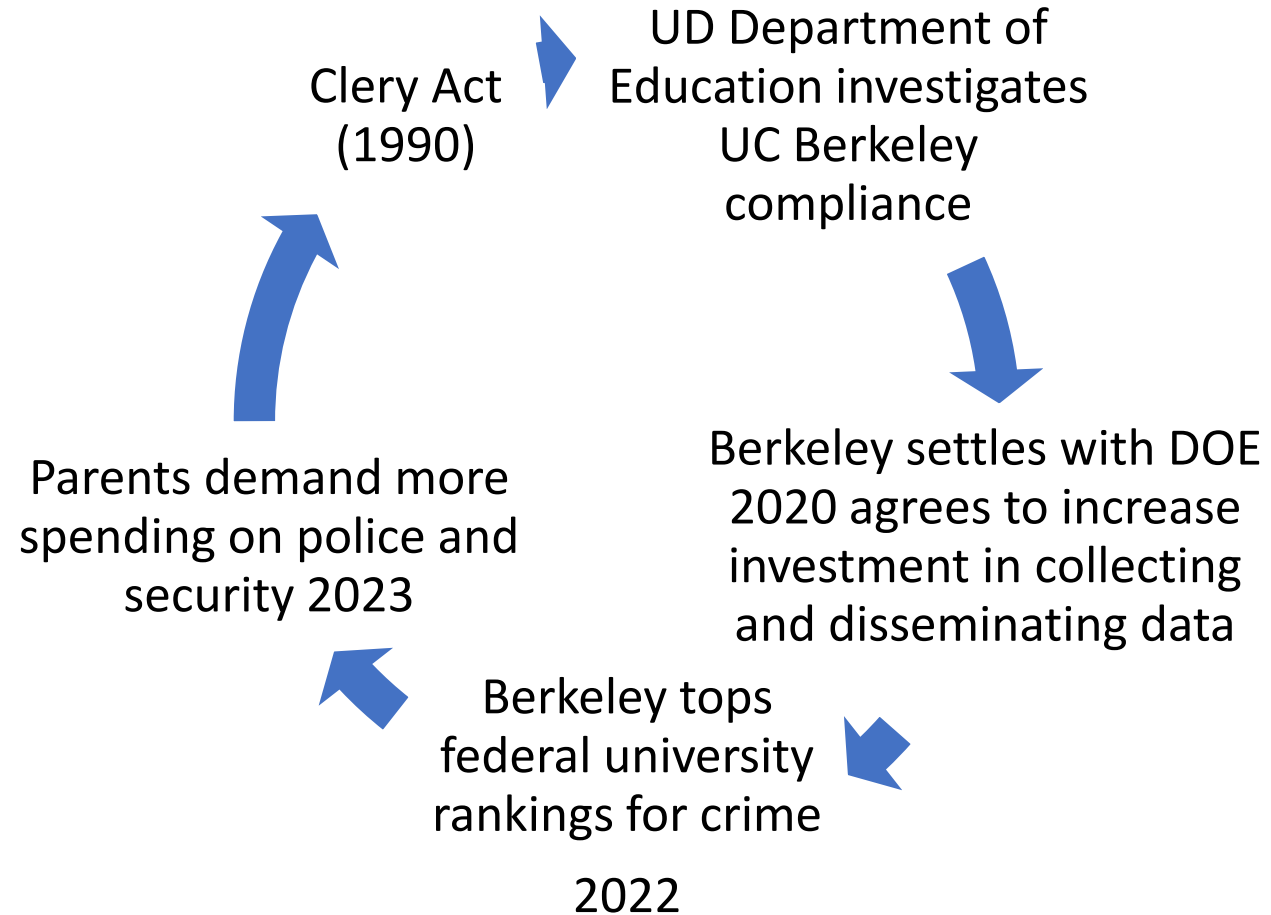 Clery Act
(1990)
UD Department of
Education investigates
UC Berkeley
compliance
Berkeley settles with DOE
2020 agrees to increase
investment in collecting
and disseminating data
Berkeley tops
federal university
rankings for crime
2022
Parents demand more
spending on police and
security 2023